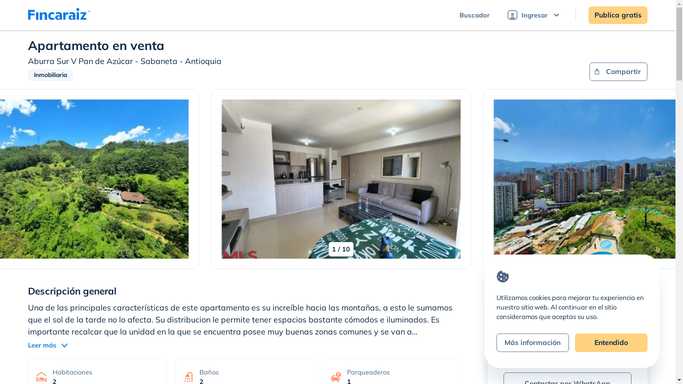 Fincaraiz
Buscador
Ingresar
Publica gratis
Apartamento en venta
Aburra Sur V Pan de Azúcar - Sabaneta - Antioquia
Inmobiliaria
Compartir
MLS
1 / 10
Descripción general
Una de las principales características de este apartamento es su increíble hacia las montañas, a esto le sumamos
que el sol de la tarde no lo afecta. Su distribucion le permite tener espacios bastante cómodos e iluminados. Es
importante recalcar que la unidad en la que se encuentra posee muy buenas zonas comunes y se van a...
Leer más
Habitaciones
2
Baños
2
Parqueaderos
1
Utilizamos cookies para mejorar tu experiencia en
nuestro sitio web. Al continuar en el sitio
consideramos que aceptas su uso.
Más información
Entendido
Contactar por WhatsApp